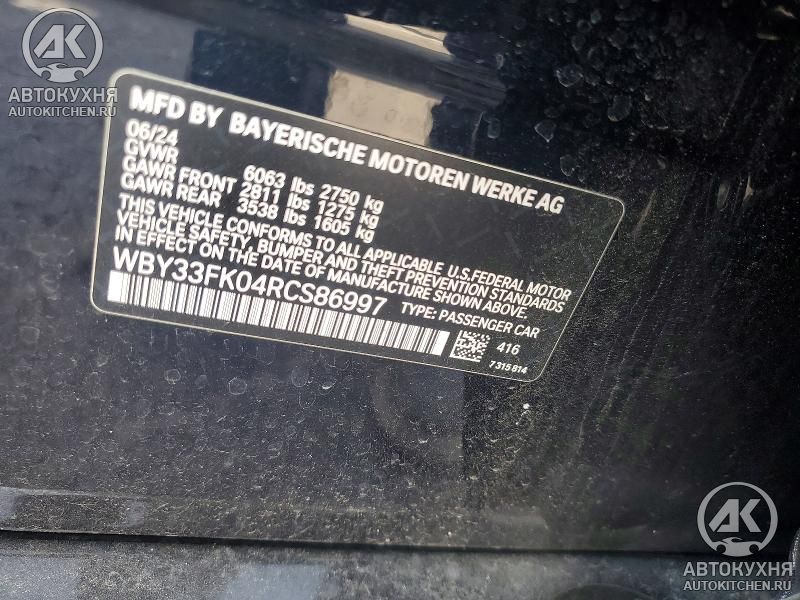 AK
АВТОКУХНЯ
AUTOKITCHEN.RU
MFD BY BAYERISCHE MOTOREN WERKE AG
06/24
GVWR 6063 lbs 2750 kg
GAWR FRONT 2811 lbs 1275 kg
GAWR REAR 3538 lbs 1605 kg
THIS VEHICLE CONFORMS TO ALL APPLICABLE U.S.FEDERAL MOTOR
VEHICLE SAFETY, BUMPER AND THEFT PREVENTION STANDARDS
IN EFFECT ON THE DATE OF MANUFACTURE SHOWN ABOVE.
WBY33FK04RCS86997 TYPE: PASSENGER CAR
416
7 315 814
AK
АВТОКУХНЯ
AUTOKITCHEN.RU